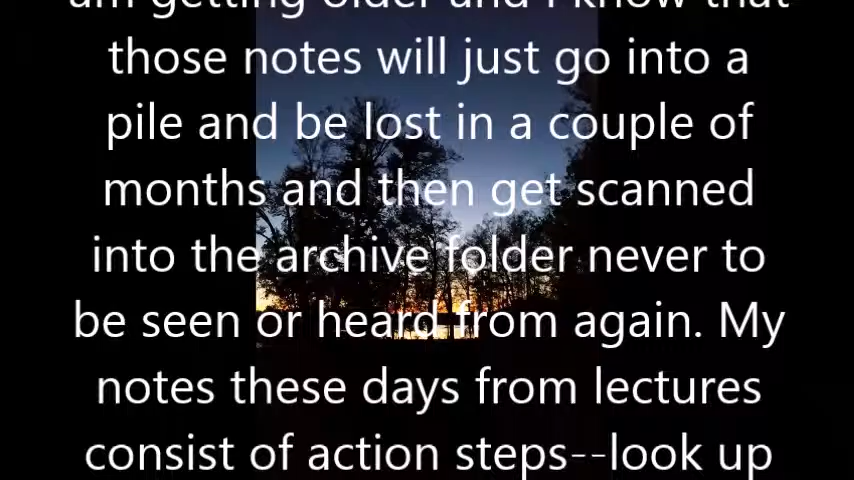 am getting older and I know that
those notes will just go into a
pile and be lost in a couple of
months and then get scanned
into the archive folder never to
be seen or heard from again. My
notes these days from lectures
consist of action steps--look up